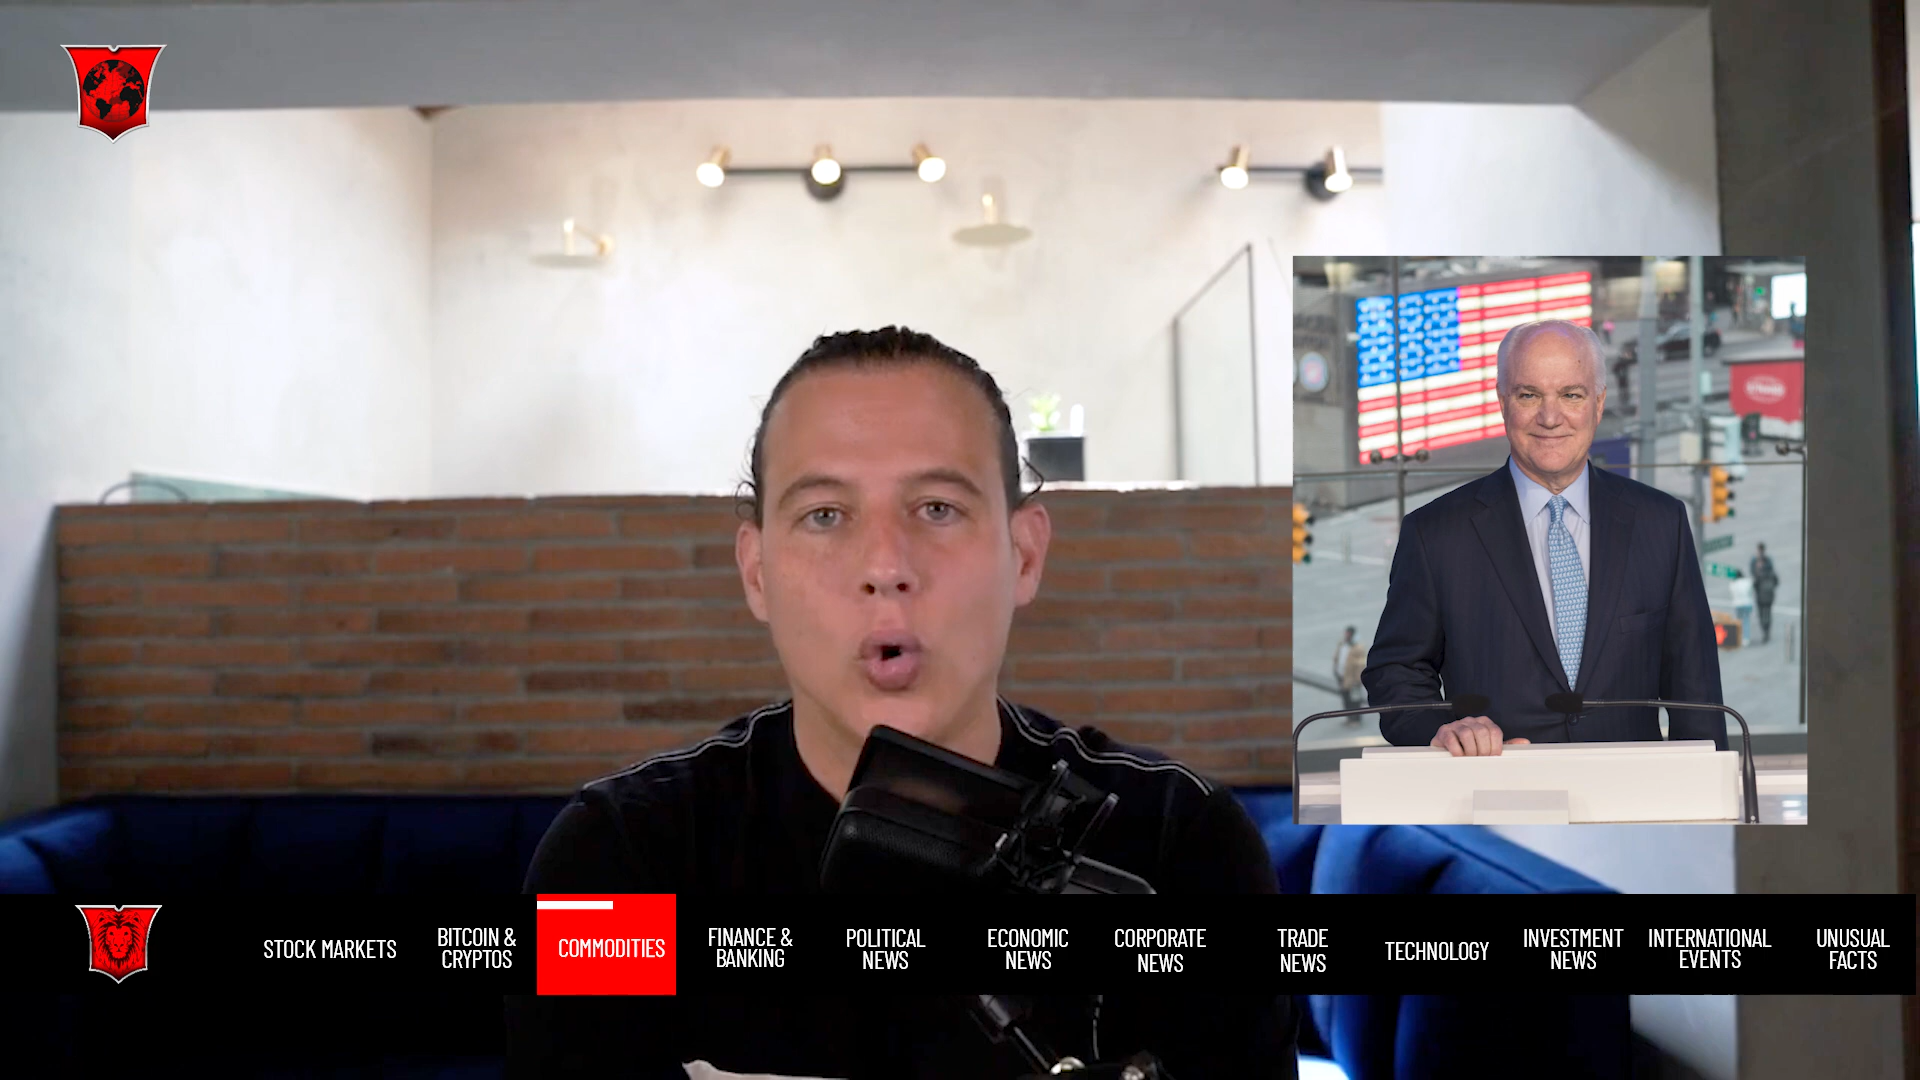 STOCK MARKETS
BITCOIN &
CRYPTOS
COMMODITIES
FINANCE &
BANKING
POLITICAL
NEWS
ECONOMIC
NEWS
CORPORATE
NEWS
TRADE
NEWS
TECHNOLOGY
INVESTMENT
NEWS
INTERNATIONAL
EVENTS
UNUSUAL
FACTS